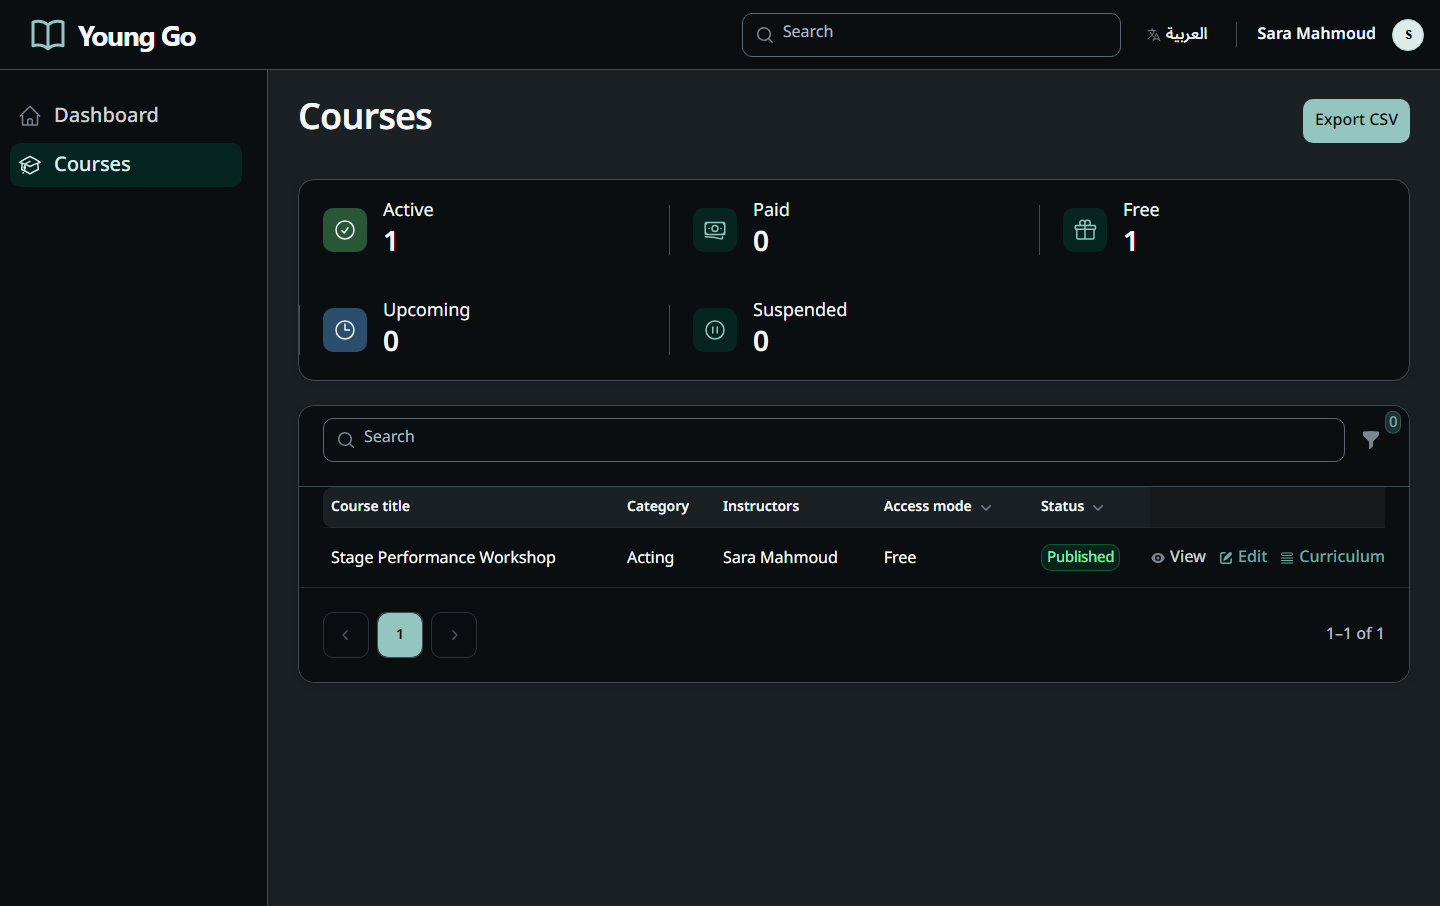 Young Go
Search
العربية
Sara Mahmoud
S
Dashboard
Courses
Courses
Export CSV
Active
1
Paid
0
Free
1
Upcoming
0
Suspended
0
Search
0
Course title Category Instructors Access mode Status
Stage Performance Workshop Acting Sara Mahmoud Free Published View Edit Curriculum
1
1–1 of 1